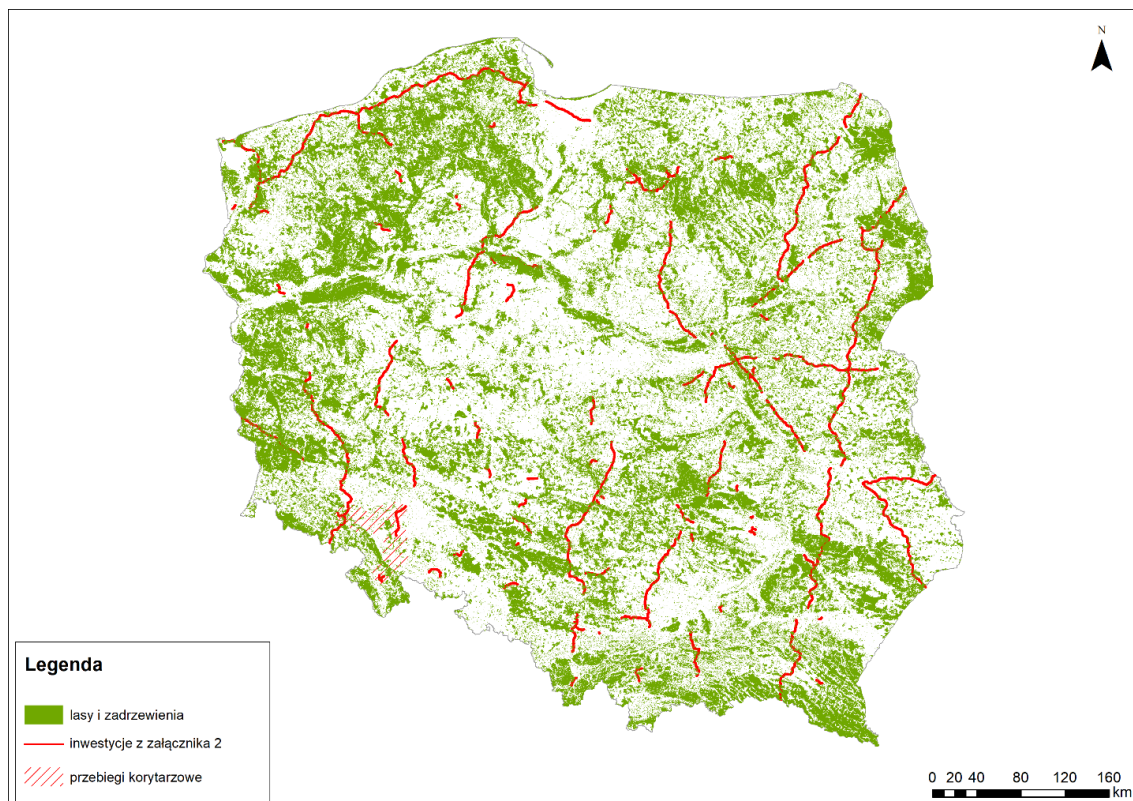 N
Legenda
lasy i zadrzewienia
inwestycje z załącznika 2
przebiegi korytarzowe
0 20 40 80 120 160
km